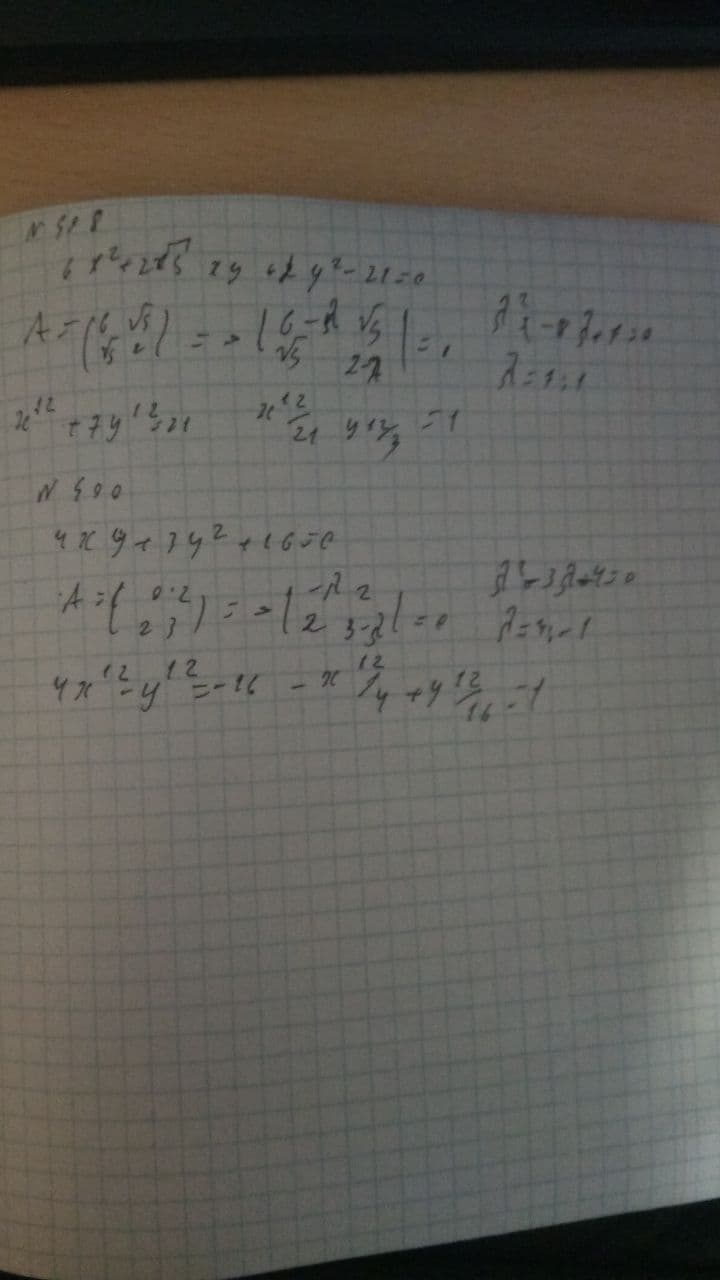 N 518
6x²+2√5 xy +2y²-21=0
A=(6 √5 √5 2) => |6-λ √5 √5 2-λ|=0 λ²-8λ+7=0
λ=7;1
x'²+7y'²=21 x'²/21 y'²/3 =1
N 500
4xy+3y²+16=0
A=(0 2 2 3) => |-λ 2 2 3-λ|=0 λ²-3λ-4=0
λ=4,-1
4x'²-y'²=-16 -x'²/4+y'²/16=1